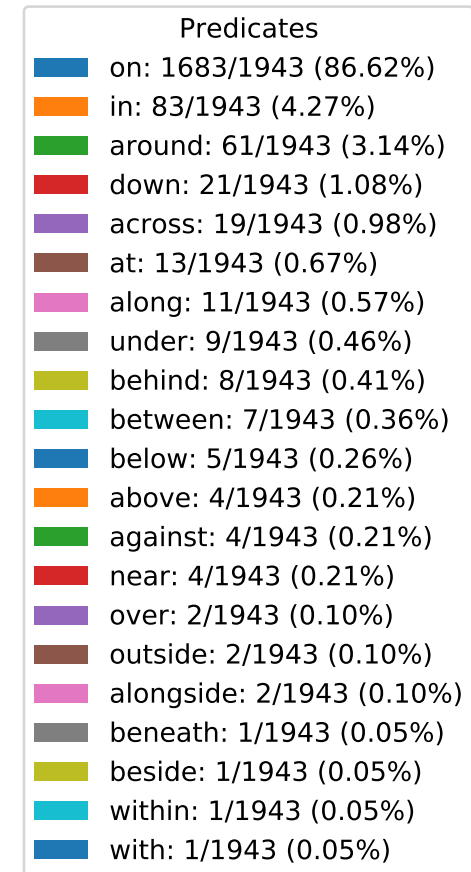 Predicates
on: 1683/1943 (86.62%)
in: 83/1943 (4.27%)
around: 61/1943 (3.14%)
down: 21/1943 (1.08%)
across: 19/1943 (0.98%)
at: 13/1943 (0.67%)
along: 11/1943 (0.57%)
under: 9/1943 (0.46%)
behind: 8/1943 (0.41%)
between: 7/1943 (0.36%)
below: 5/1943 (0.26%)
above: 4/1943 (0.21%)
against: 4/1943 (0.21%)
near: 4/1943 (0.21%)
over: 2/1943 (0.10%)
outside: 2/1943 (0.10%)
alongside: 2/1943 (0.10%)
beneath: 1/1943 (0.05%)
beside: 1/1943 (0.05%)
within: 1/1943 (0.05%)
with: 1/1943 (0.05%)